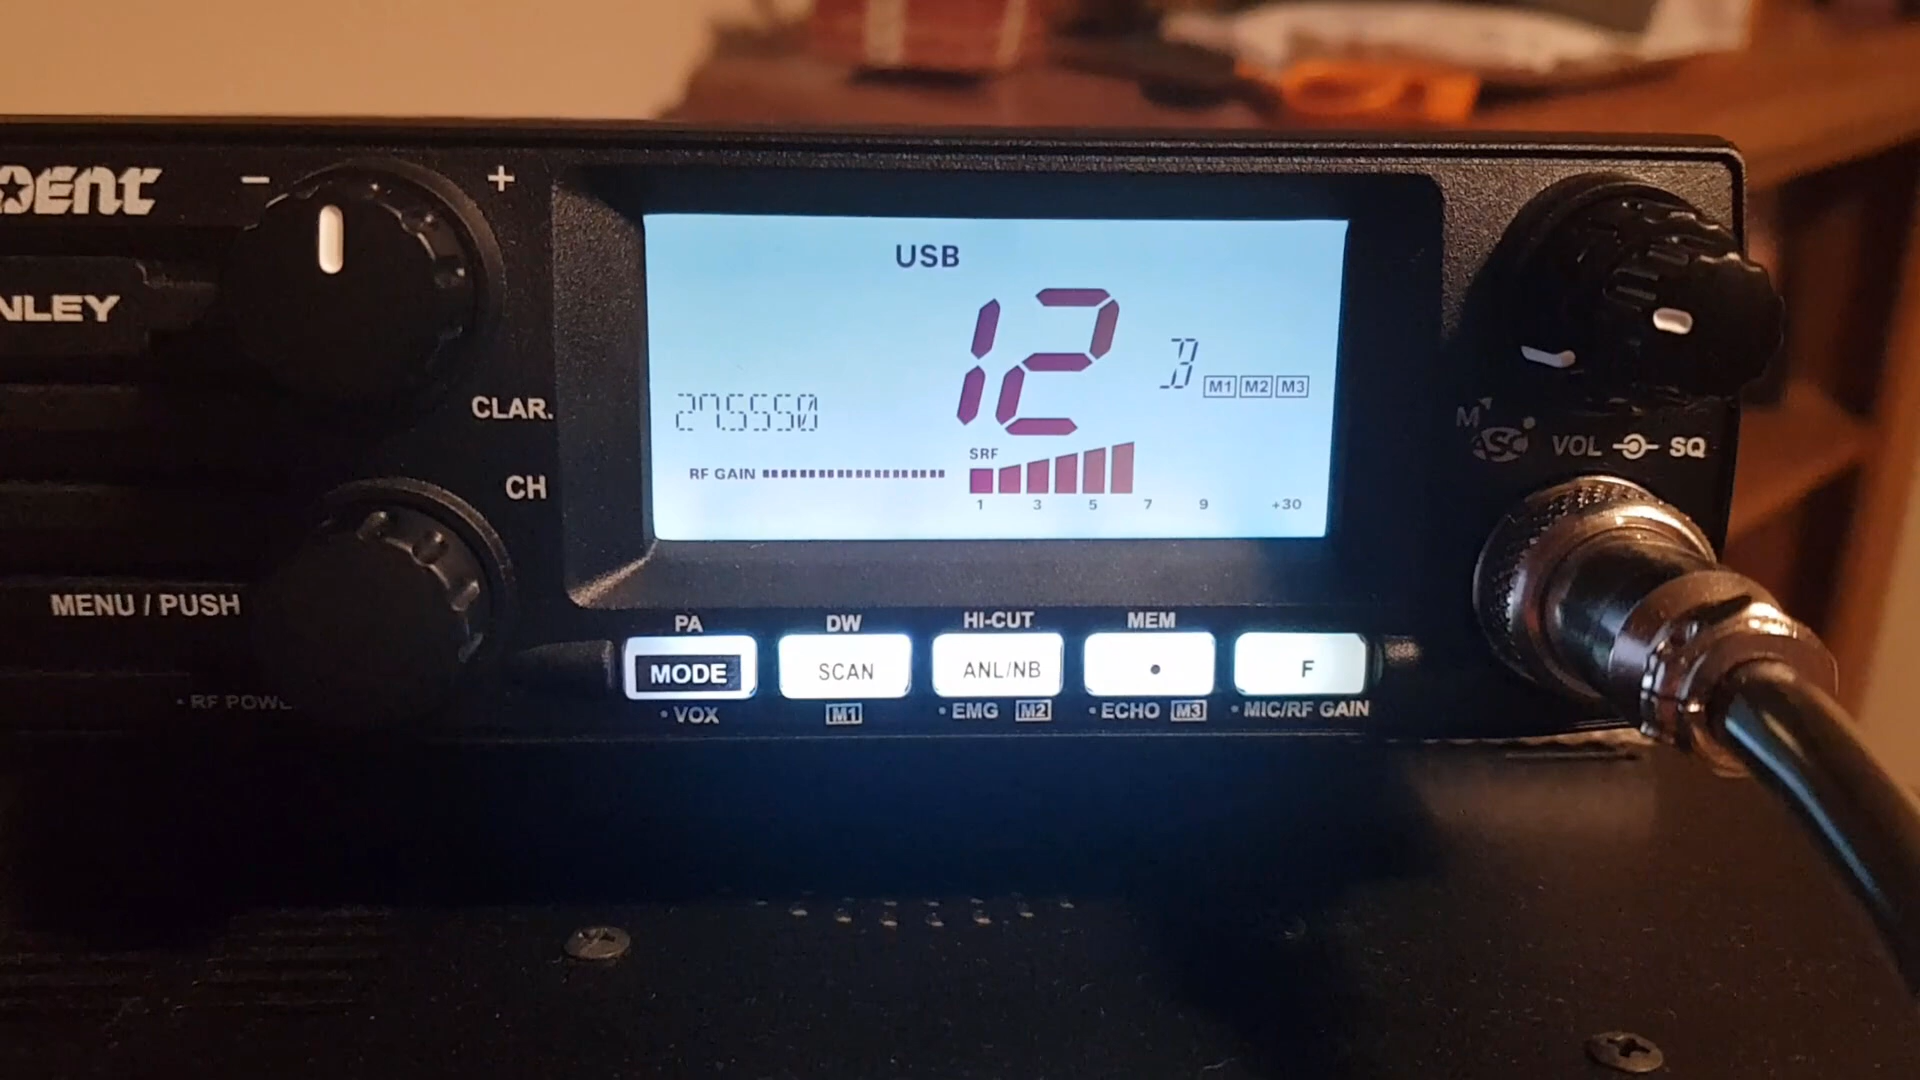 DENT
- +
NLEY
CLAR.
CH
MENU / PUSH
• RF POWE
USB
12
B
M1 M2 M3
27.5550
RF GAIN
SRF
1 3 5 7 9 +30
M
ASC
VOL SQ
PA DW HI-CUT MEM
MODE SCAN ANL/NB • F
• VOX M1 • EMG M2 • ECHO M3 • MIC/RF GAIN